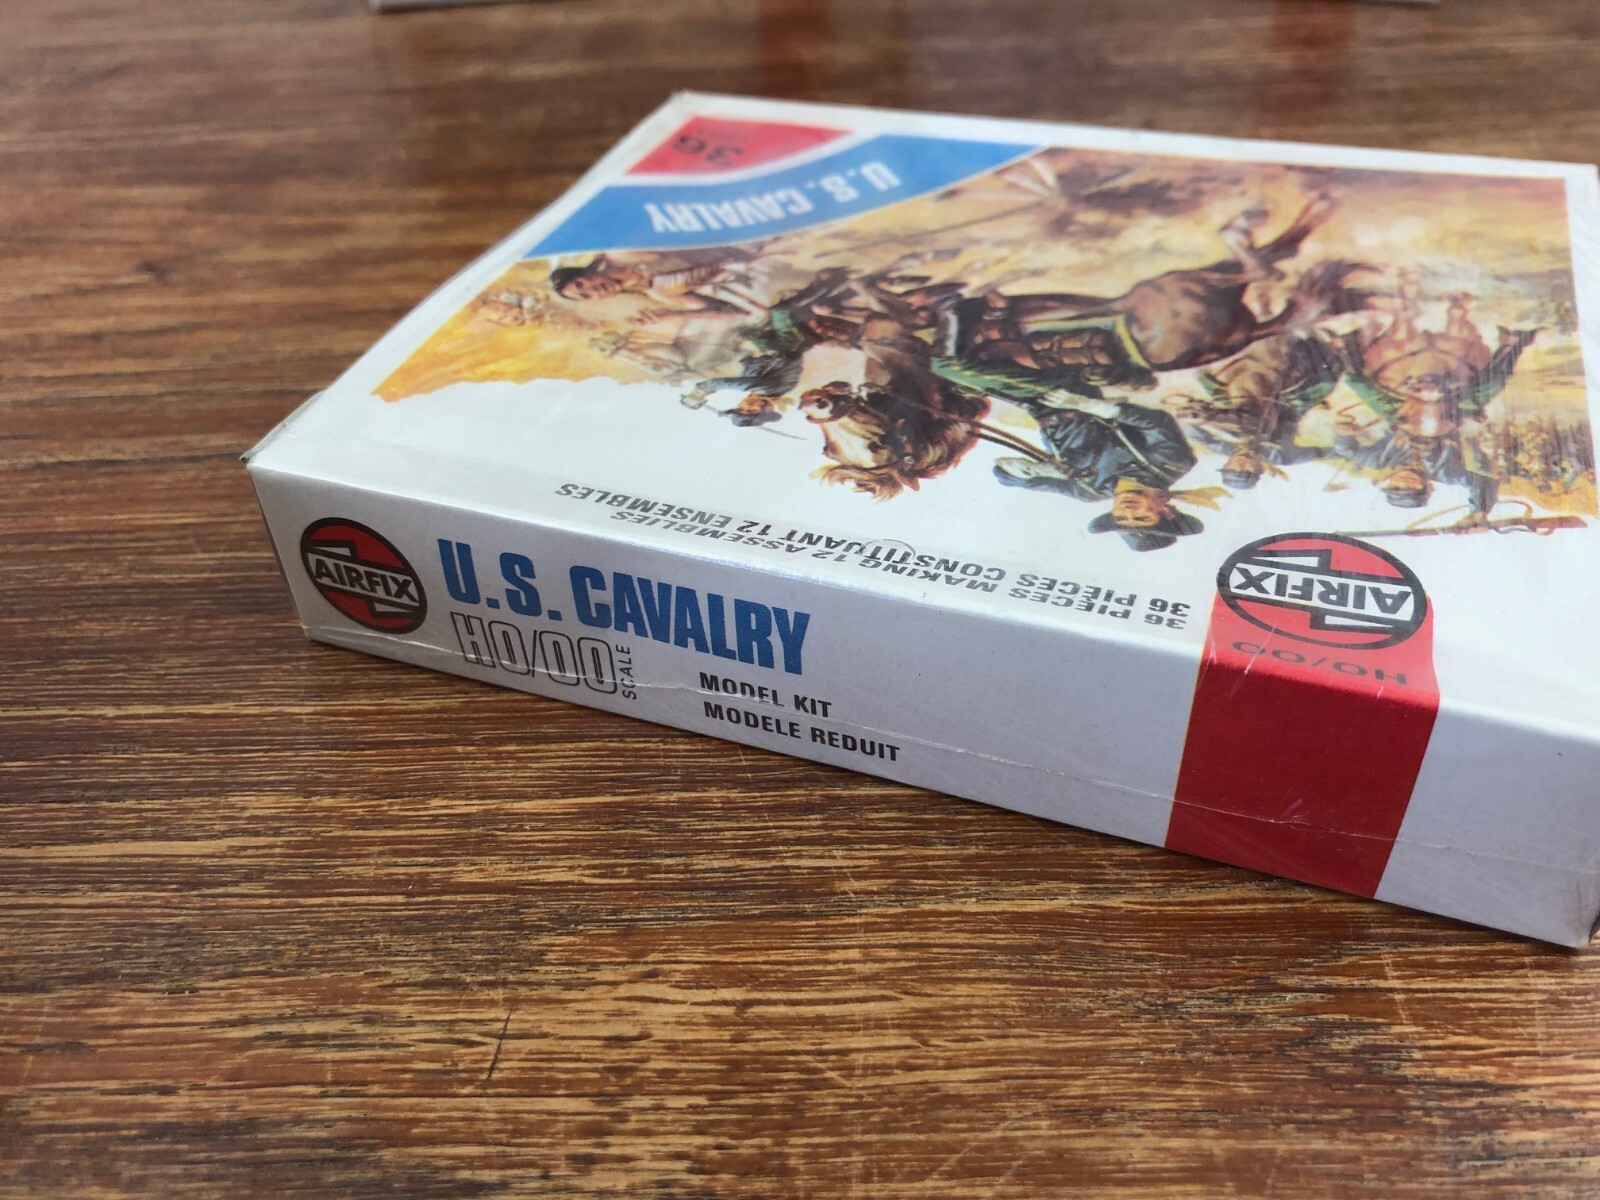 36
U.S. CAVALRY
36 PIECES MAKING 12 ASSEMBLIES
36 PIECES CONSTITUANT 12 ENSEMBLES
AIRFIX
HO/OO
AIRFIX
U.S. CAVALRY
HO/OO
SCALE
MODEL KIT
MODELE REDUIT